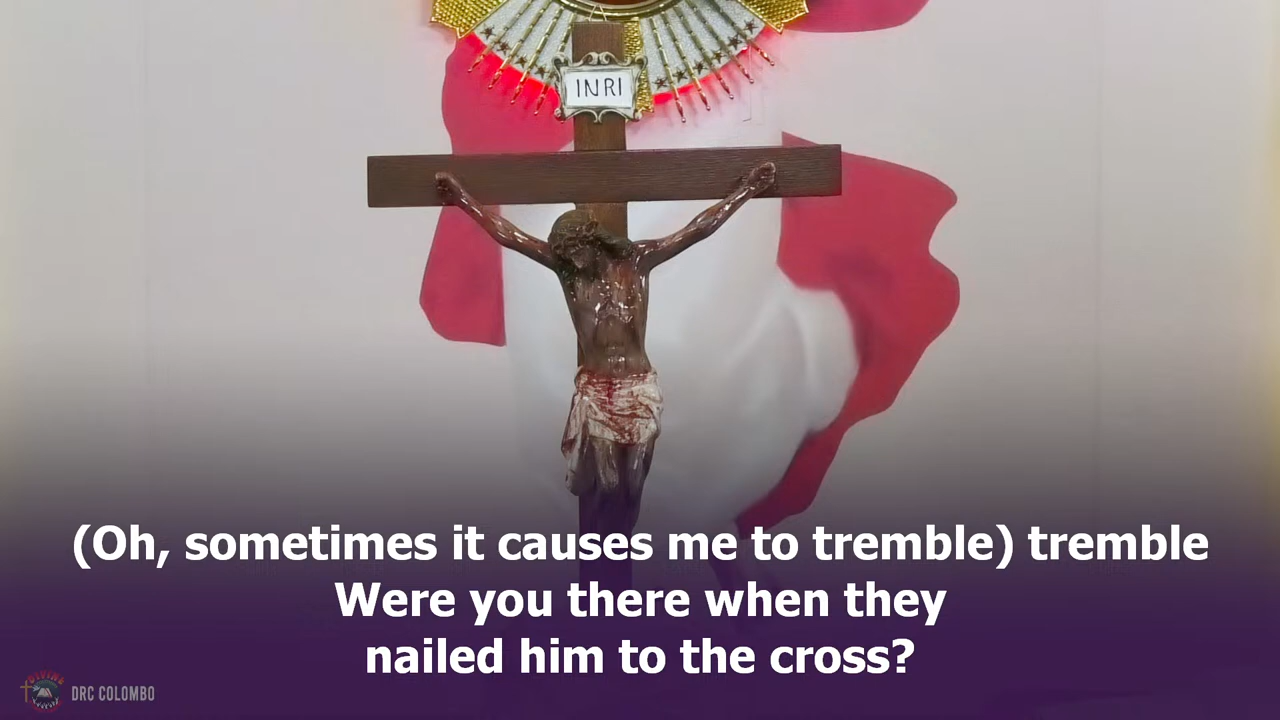 INRI
(Oh, sometimes it causes me to tremble) tremble
Were you there when they
nailed him to the cross?
DRC COLOMBO